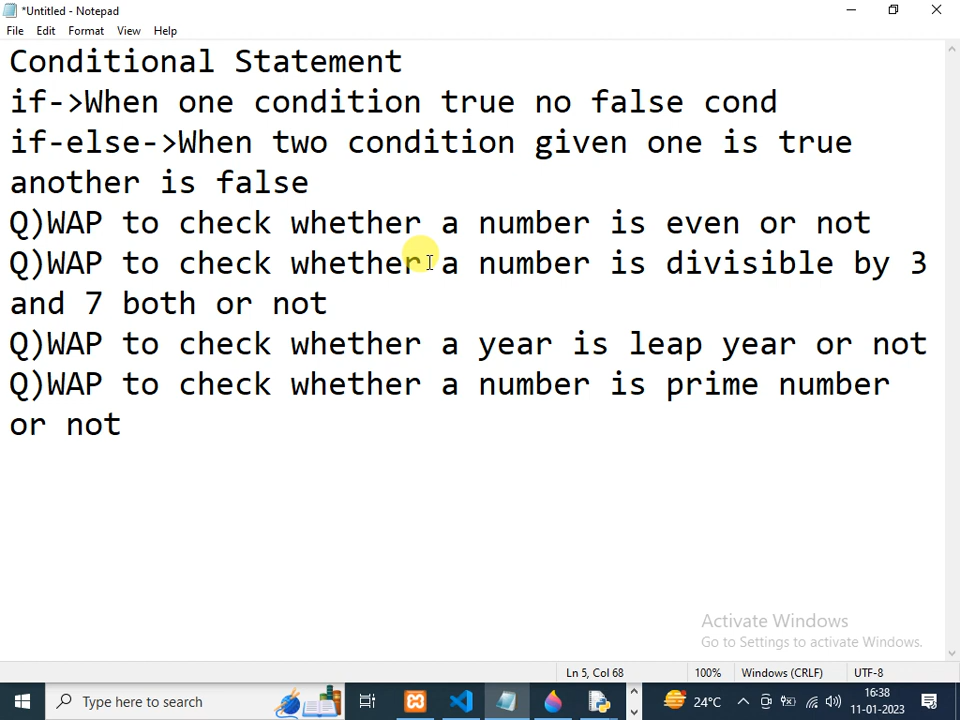 *Untitled - Notepad
File Edit Format View Help
Conditional Statement
if->When one condition true no false cond
if-else->When two condition given one is true
another is false
Q)WAP to check whether a number is even or not
Q)WAP to check whether a number is divisible by 3
and 7 both or not
Q)WAP to check whether a year is leap year or not
Q)WAP to check whether a number is prime number
or not
Activate Windows
Go to Settings to activate Windows.
Ln 5, Col 68 100% Windows (CRLF) UTF-8
Type here to search 24°C 16:38
11-01-2023